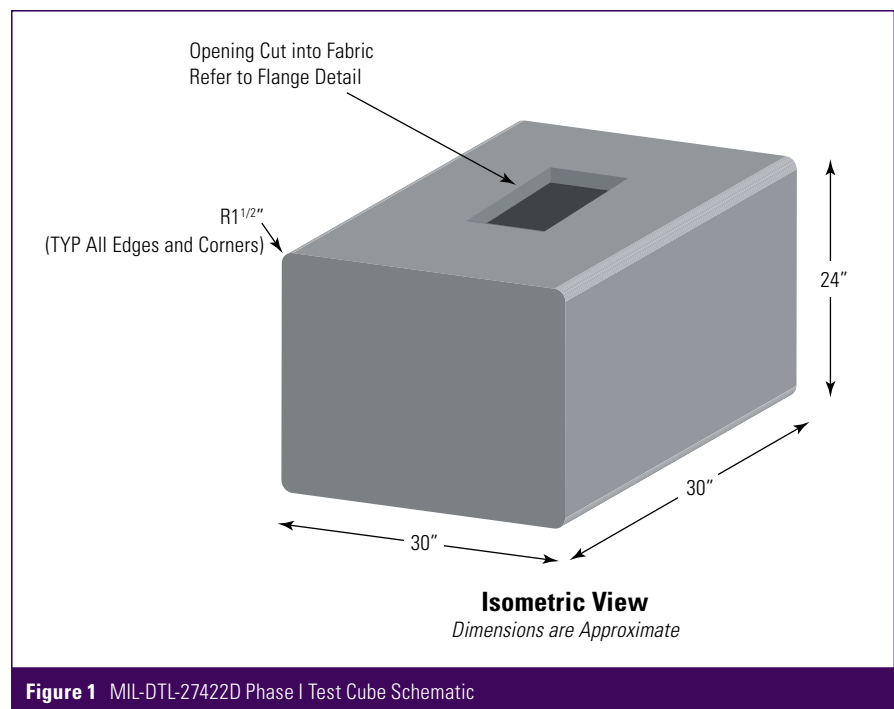 Opening Cut into Fabric
Refer to Flange Detail
R1 1/2"
(TYP All Edges and Corners)
24"
30"
30"
Isometric View
Dimensions are Approximate
Figure 1 MIL-DTL-27422D Phase I Test Cube Schematic